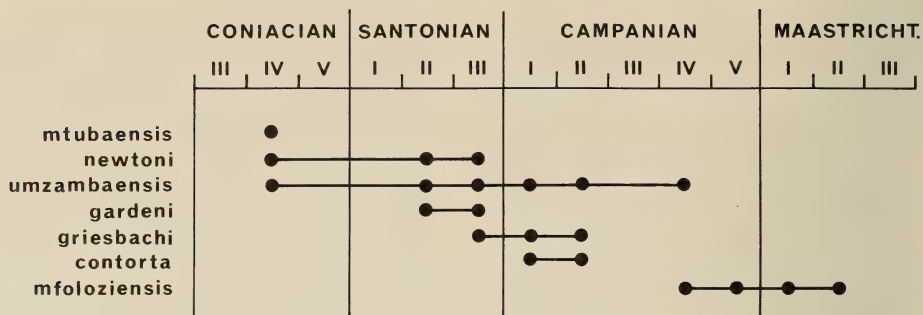 CONIACIAN SANTONIAN CAMPANIAN MAASTRICHT.
III IV V I II III I II III IV V I II III
mtubaensis
newtoni
umzambaensis
gardeni
griesbachi
contorta
mfoloziensis